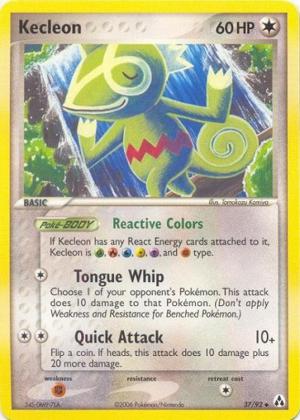 Kecleon
60 HP
Illus. Tomokazu Komiya
BASIC
Poké-BODY Reactive Colors
If Kecleon has any React Energy cards attached to it,
Kecleon is type.
Tongue Whip
Choose 1 of your opponent's Pokémon. This attack
does 10 damage to that Pokémon. (Don't apply
Weakness and Resistance for Benched Pokémon.)
Quick Attack 10+
Flip a coin. If heads, this attack does 10 damage plus
20 more damage.
weakness resistance retreat cost
©2006 Pokémon/Nintendo
37/92